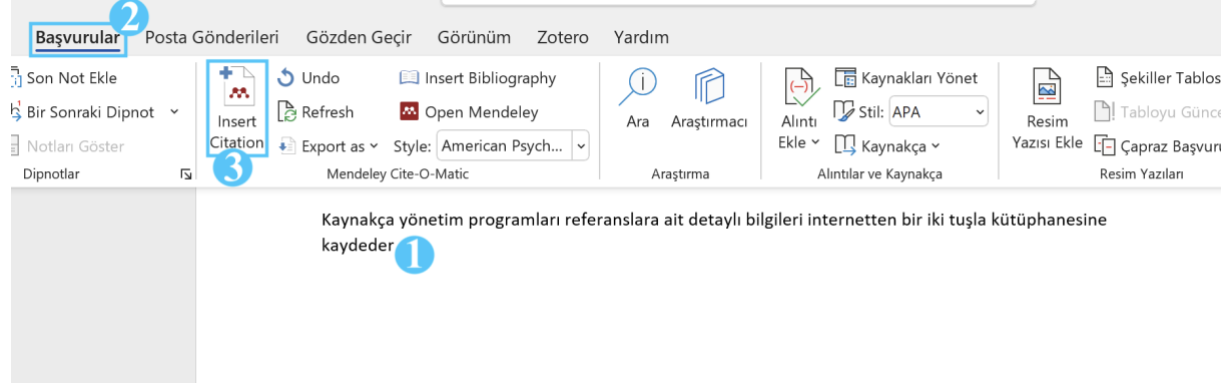 2
Başvurular Posta Gönderileri Gözden Geçir Görünüm Zotero Yardım
Son Not Ekle
Bir Sonraki Dipnot
Notları Göster
Dipnotlar
Insert
Citation
3
Undo
Insert Bibliography
Refresh
Open Mendeley
Export as
Style: American Psych...
Mendeley Cite-O-Matic
Ara
Araştırmacı
Araştırma
Alıntı
Ekle
Kaynakları Yönet
Stil: APA
Kaynakça
Alıntılar ve Kaynakça
Resim
Yazısı Ekle
Şekiller Tablos
Tabloyu Günce
Çapraz Başvuru
Resim Yazıları
Kaynakça yönetim programları referanslara ait detaylı bilgileri internetten bir iki tuşla kütüphanesine
kaydeder
1